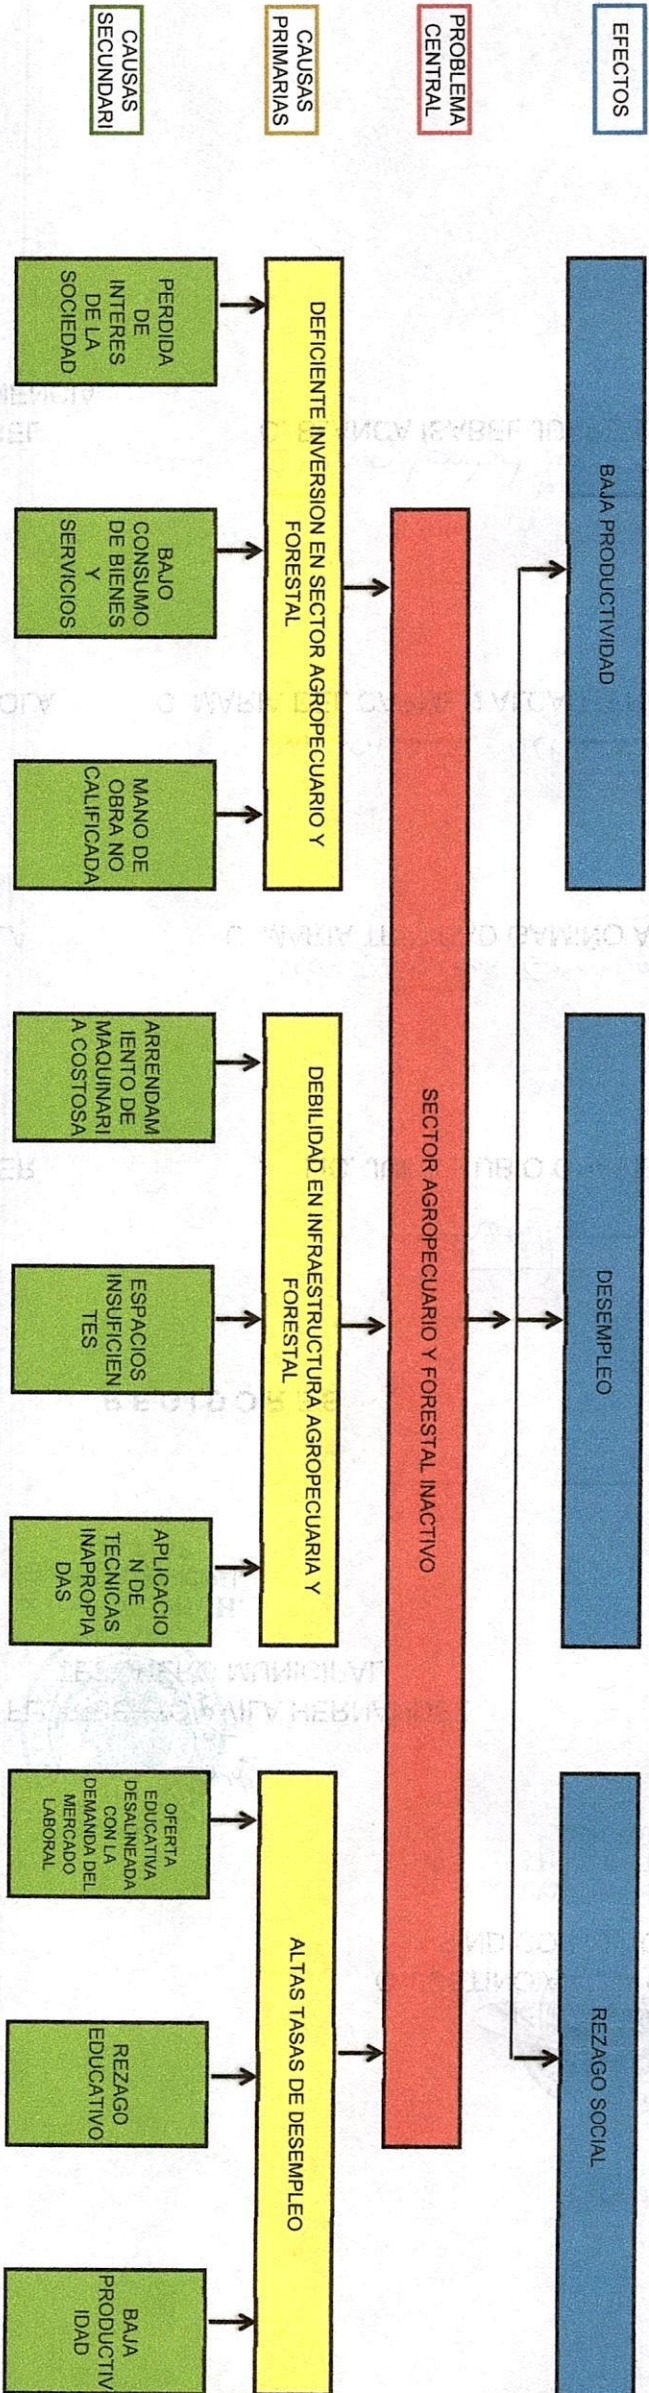 EFECTOS
BAJA PRODUCTIVIDAD
DESEMPLEO
REZAGO SOCIAL
PROBLEMA
CENTRAL
SECTOR AGROPECUARIO Y FORESTAL INACTIVO
CAUSAS
PRIMARIAS
DEFICIENTE INVERSION EN SECTOR AGROPECUARIO Y
FORESTAL
DEBILIDAD EN INFRAESTRUCTURA AGROPECUARIA Y
FORESTAL
ALTAS TASAS DE DESEMPLEO
CAUSAS
SECUNDARI
PERDIDA
DE
INTERES
DE LA
SOCIEDAD
BAJO
CONSUMO
DE BIENES
Y
SERVICIOS
MANO DE
OBRA NO
CALIFICADA
ARRENDAM
IENTO DE
MAQUINARI
A COSTOSA
ESPACIOS
INSUFICIEN
TES
APLICACIO
N DE
TECNICAS
INAPROPIA
DAS
OFERTA
EDUCATIVA
DESALINEADA
CON LA
DEMANDA DEL
MERCADO
LABORAL
REZAGO
EDUCATIVO
BAJA
PRODUCTIV
IDAD